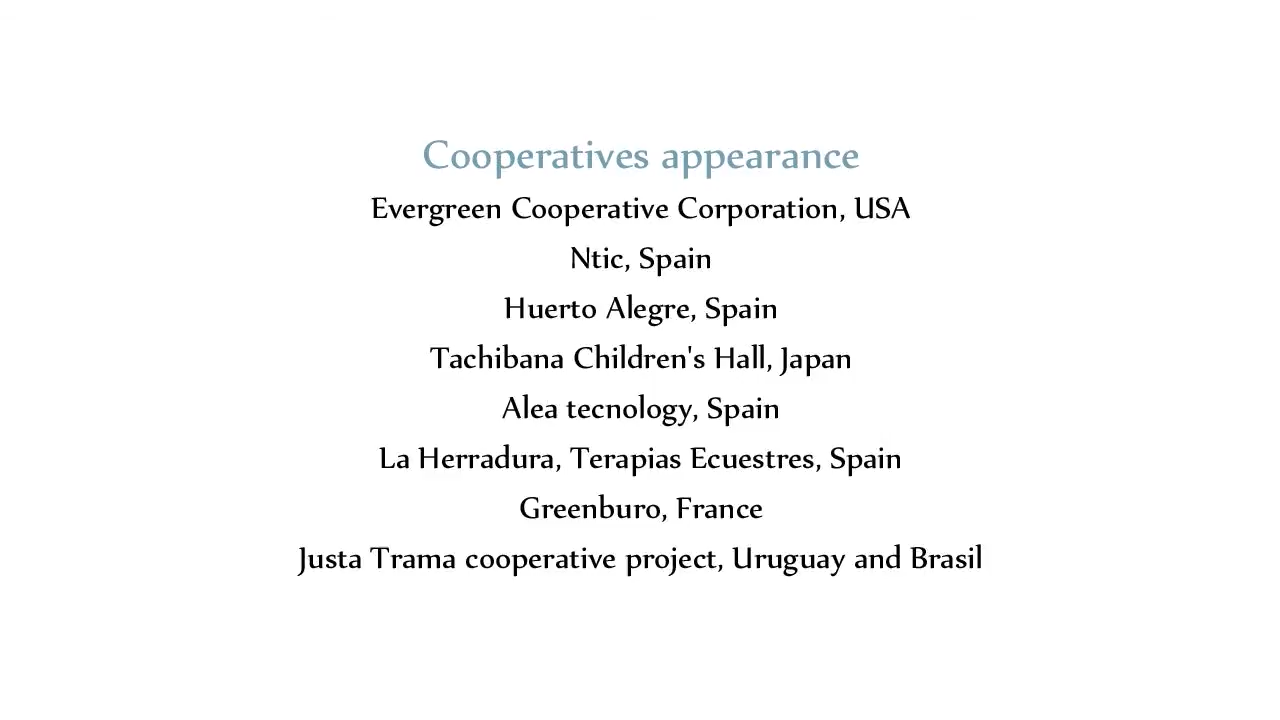 Cooperatives appearance
Evergreen Cooperative Corporation, USA
Ntic, Spain
Huerto Alegre, Spain
Tachibana Children's Hall, Japan
Alea tecnology, Spain
La Herradura, Terapias Ecuestres, Spain
Greenburo, France
Justa Trama cooperative project, Uruguay and Brasil